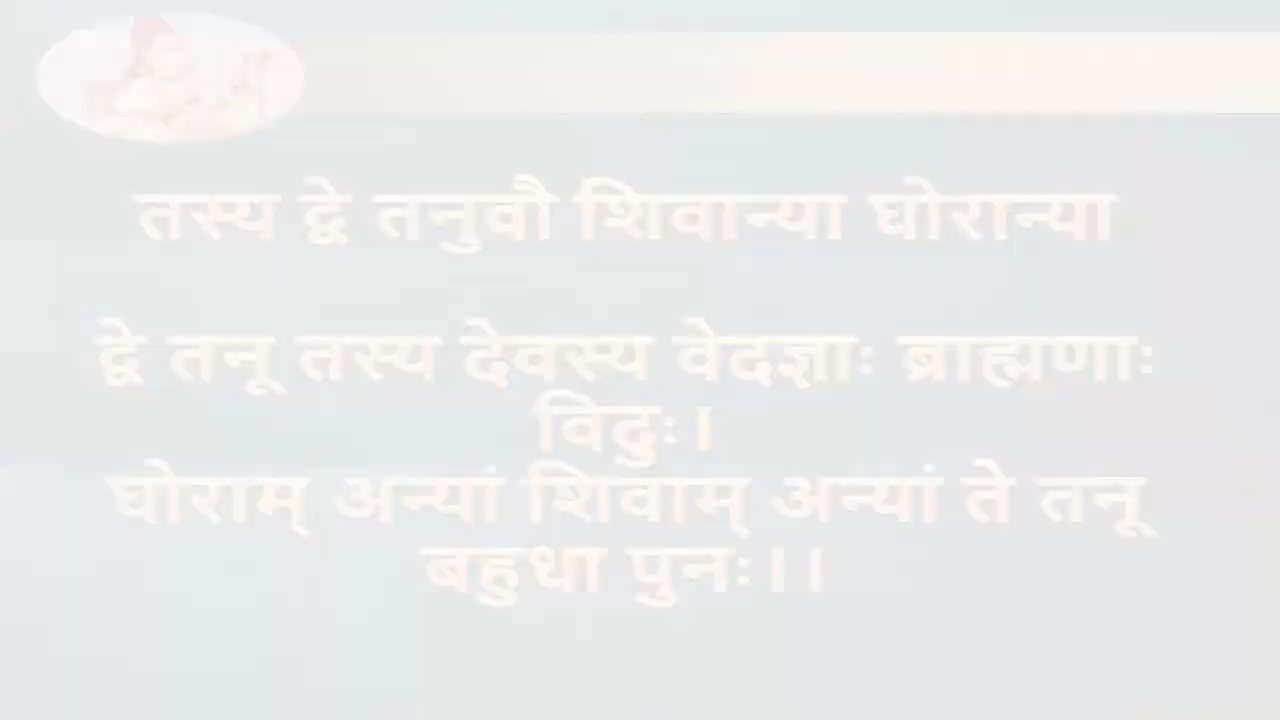 तस्य द्वे तनुवौ शिवान्या घोरान्या
द्वे तनू तस्य देवस्य वेदज्ञाः ब्राह्मणाः
विदुः।
घोराम् अन्यां शिवाम् अन्यां ते तनू
बहुधा पुनः।।